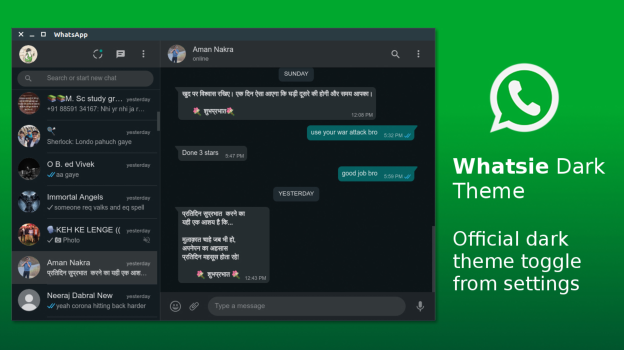 WhatsApp
Aman Nakra
online
Search or start new chat
M. Sc study gr... yesterday
+91 88591 34167: Nhi yr nhi ja r...
yesterday
Sherlock: Londo pahuch gaye
O B. ed Vivek yesterday
aa gaye
Immortal Angels yesterday
someone req valks and eq spell
KEH KE LENGE (( yesterday
Photo
Aman Nakra yesterday
प्रतिदिन सुप्रभात करने का यही एक आश...
Neeraj Dabral New yesterday
yeah corona hitting back harder
SUNDAY
खुद पर विश्वास रखिए। एक दिन ऐसा आएगा कि घड़ी दूसरे की होगी और समय आपका।
शुभप्रभात
12:08 PM
use your war attack bro 5:32 PM
Done 3 stars 5:47 PM
good job bro 5:59 PM
YESTERDAY
प्रतिदिन सुप्रभात करने का
यही एक आशय है कि...
मुलाक़ात चाहे जब भी हो,
अपनेपन का अहसास
प्रतिदिन महसूस होता रहे!
शुभप्रभात
12:43 PM
Type a message
Whatsie Dark
Theme
Official dark
theme toggle
from settings